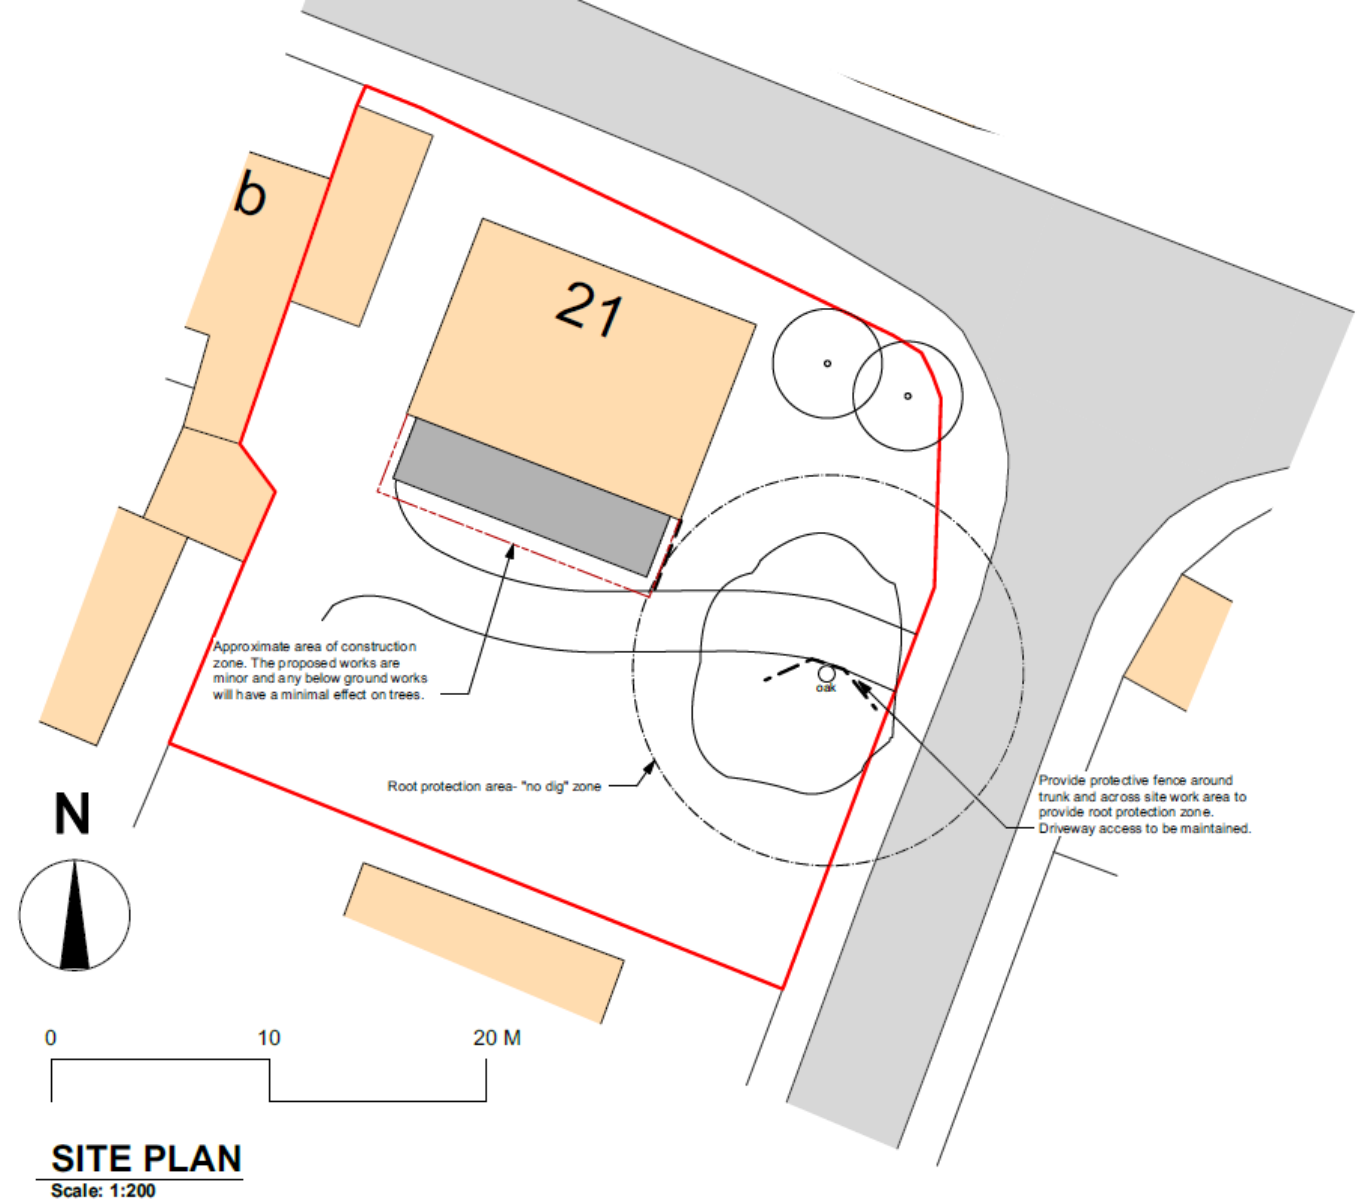 b
21
Approximate area of construction
zone. The proposed works are
minor and any below ground works
will have a minimal effect on trees.
oak
Root protection area- "no dig" zone
Provide protective fence around
trunk and across site work area to
provide root protection zone.
Driveway access to be maintained.
N
0 10 20 M
SITE PLAN
Scale: 1:200